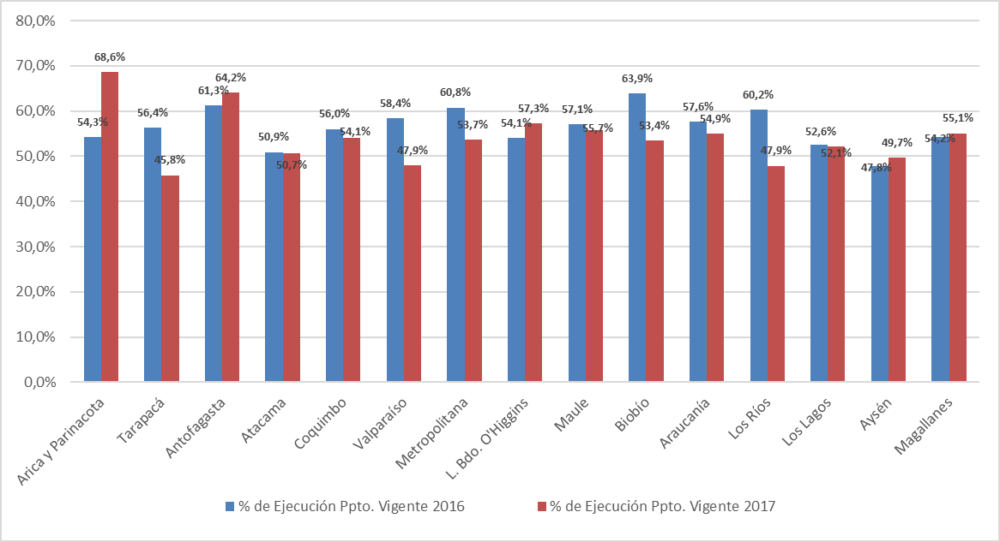 80,0%
70,0%
60,0%
50,0%
40,0%
30,0%
20,0%
10,0%
0,0%
54,3% 68,6%
56,4% 45,8%
61,3% 64,2%
50,9% 50,7%
56,0% 54,1%
58,4% 47,9%
60,8% 53,7%
54,1% 57,3%
57,1% 55,7%
63,9% 53,4%
57,6% 54,9%
60,2% 47,9%
52,6% 52,1%
47,8% 49,7%
54,2% 55,1%
Arica y Parinacota
Tarapacá
Antofagasta
Atacama
Coquimbo
Valparaíso
Metropolitana
L. Bdo. O'Higgins
Maule
Biobío
Araucanía
Los Ríos
Los Lagos
Aysén
Magallanes
% de Ejecución Ppto. Vigente 2016
% de Ejecución Ppto. Vigente 2017